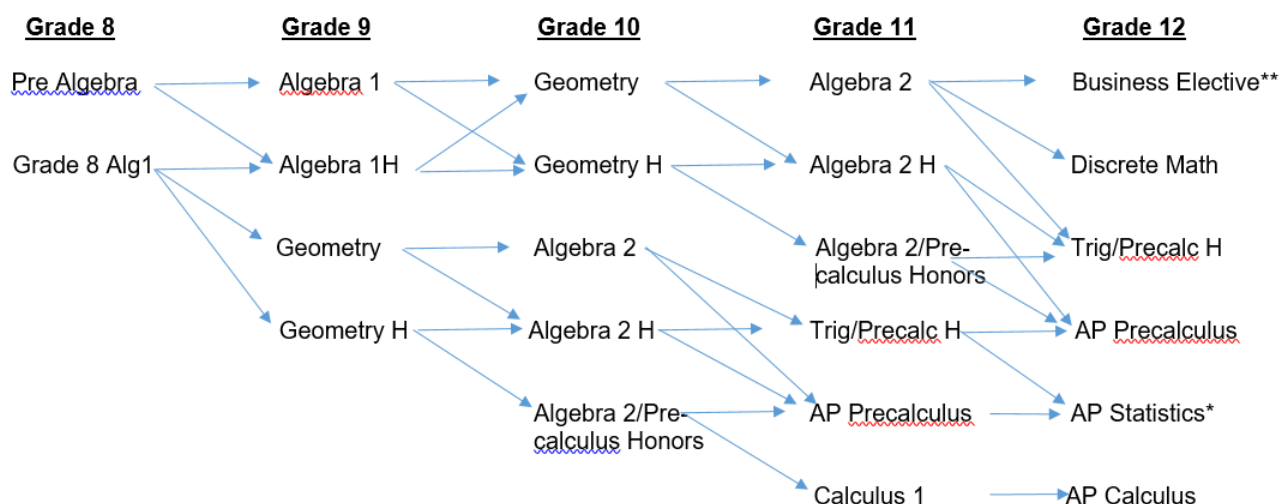 Grade 8 Grade 9 Grade 10 Grade 11 Grade 12
Pre Algebra Algebra 1 Geometry Algebra 2 Business Elective**
Grade 8 Alg1 Algebra 1H Geometry H Algebra 2 H Discrete Math
Geometry Algebra 2 Algebra 2/Pre- Trig/Precalc H
calculus Honors
Geometry H Algebra 2 H Trig/Precalc H AP Precalculus
Algebra 2/Pre- AP Precalculus AP Statistics*
calculus Honors
Calculus 1 AP Calculus